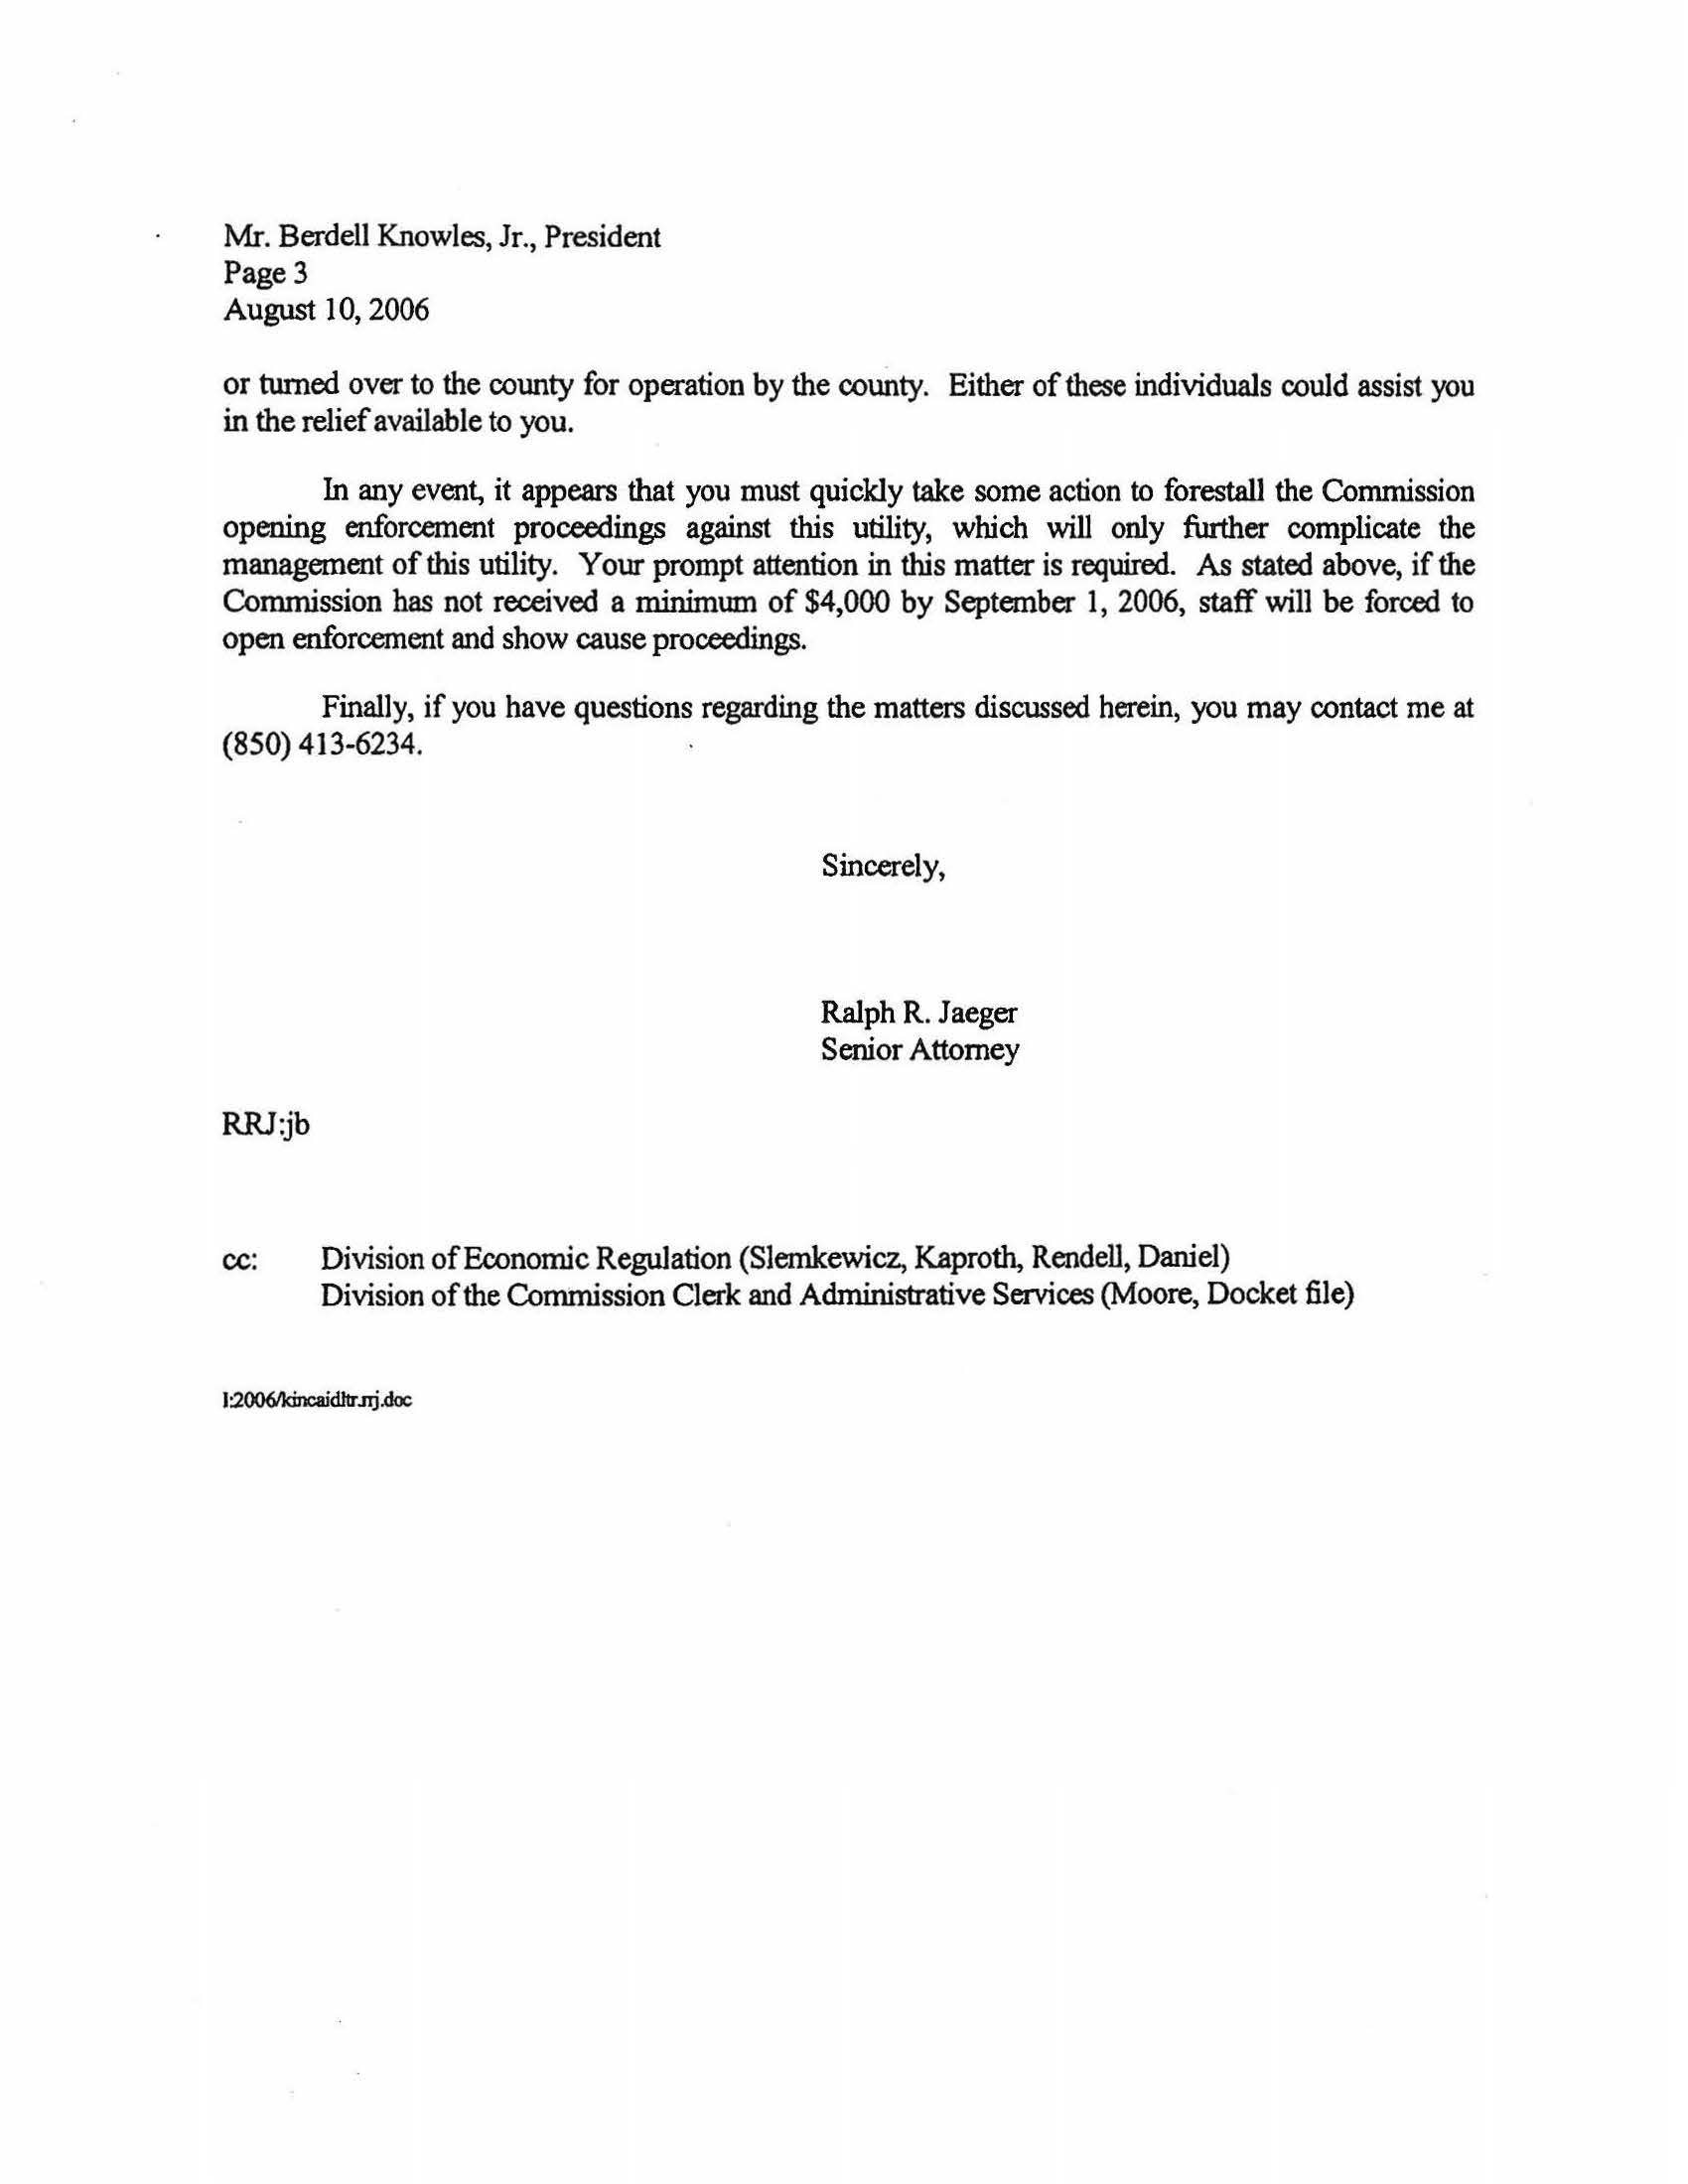 Mr. Berdell Knowles, Jr., President
Page 3
August 10, 2006
or turned over to the county for operation by the county. Either of these individuals could assist you
in the relief available to you.
In any event, it appears that you must quickly take some action to forestall the Commission
opening enforcement proceedings against this utility, which will only further complicate the
management of this utility. Your prompt attention in this matter is required. As stated above, if the
Commission has not received a minimum of $4,000 by September 1, 2006, staff will be forced to
open enforcement and show cause proceedings.
Finally, if you have questions regarding the matters discussed herein, you may contact me at
(850) 413-6234.
Sincerely,
Ralph R. Jaeger
Senior Attorney
RRJ:jb
cc: Division of Economic Regulation (Slemkewicz, Kaproth, Rendell, Daniel)
Division of the Commission Clerk and Administrative Services (Moore, Docket file)
I:2006/kincaidltr.rrj.doc